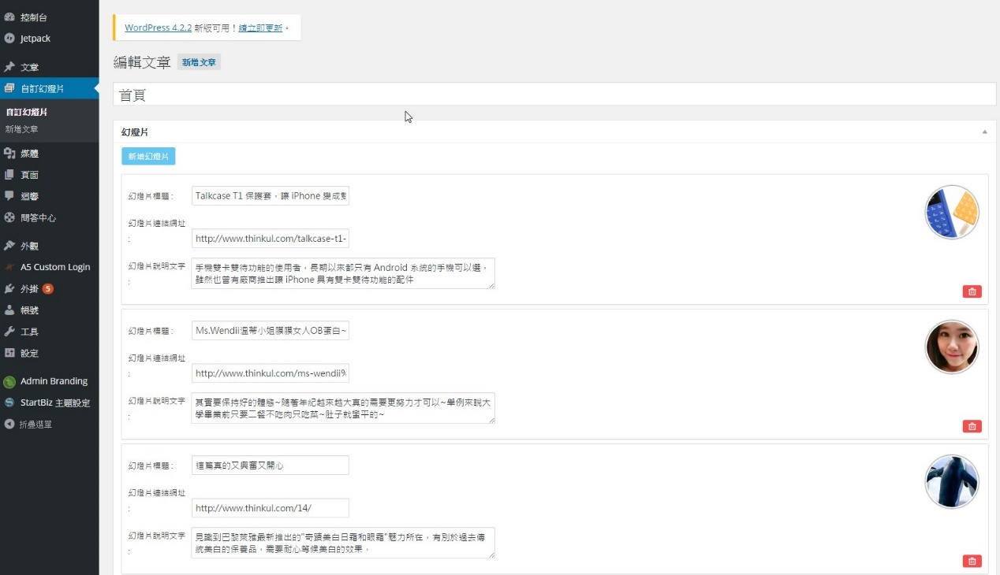 控制台
Jetpack
文章
自訂幻燈片
自訂幻燈片
新增文章
媒體
頁面
迴響
問答中心
外觀
A5 Custom Login
外掛 5
帳號
工具
設定
Admin Branding
StartBiz 主題設定
折疊選單
WordPress 4.2.2 新版可用！請立即更新。
編輯文章 新增文章
首頁
幻燈片
新增幻燈片
幻燈片標題：
Talkcase T1 保護套，讓 iPhone 變成雙
幻燈片連結網址
:
http://www.thinkul.com/talkcase-t1-
幻燈片說明文字
:
手機雙卡雙待功能的使用者，長期以來都只有 Android 系統的手機可以選，
雖然也曾有廠商推出讓 iPhone 具有雙卡雙待功能的配件
幻燈片標題：
Ms.Wendii溫蒂小姐膜膜女人OB蛋白~
幻燈片連結網址
:
http://www.thinkul.com/ms-wendii%
幻燈片說明文字
:
其實要保持好的體態~隨著年紀越來越大真的需要更努力才可以~舉例來說大
學畢業前只要二餐不吃肉只吃菜~肚子就蠻平的~
幻燈片標題：
這篇真的又興奮又開心
幻燈片連結網址
:
http://www.thinkul.com/14/
幻燈片說明文字
:
見識到巴黎萊雅最新推出的"奇蹟美白日霜和眼霜"魅力所在，有別於過去傳
統美白的保養品，需要耐心等候美白的效果，